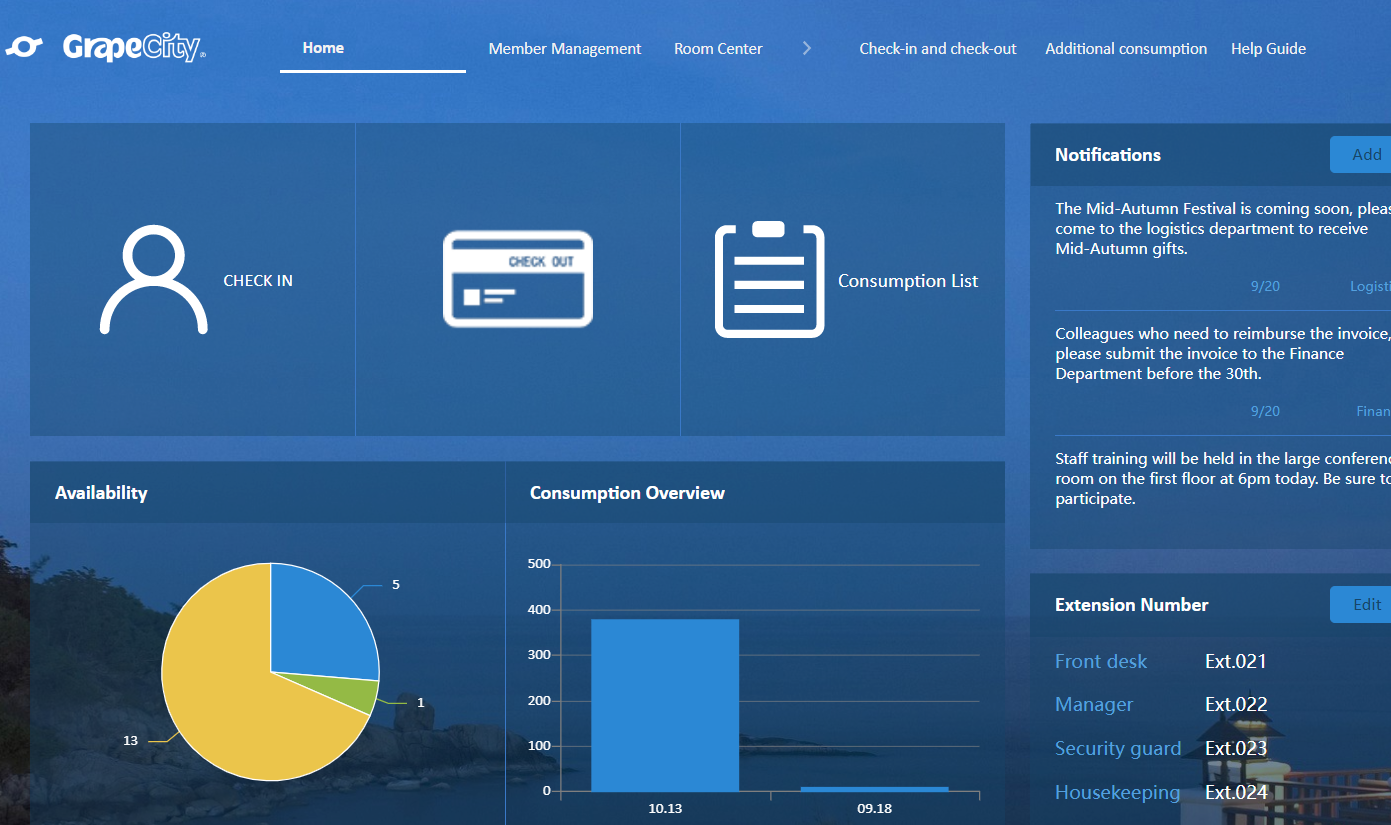 GrapeCity
Home
Member Management
Room Center
Check-in and check-out
Additional consumption
Help Guide
CHECK IN
CHECK OUT
Consumption List
Notifications
Add
The Mid-Autumn Festival is coming soon,
come to the logistics department to receive
Mid-Autumn gifts.
9/20
Colleagues who need to reimburse the invoice,
please submit the invoice to the Finance
Department before the 30th.
9/20
Staff training will be held in the large
room on the first floor at 6pm today. Be sure to
participate.
Availability
5
1
13
Consumption Overview
500
400
300
200
100
0
10.13
09.18
Extension Number
Edit
Front desk Ext.021
Manager Ext.022
Security guard Ext.023
Housekeeping Ext.024